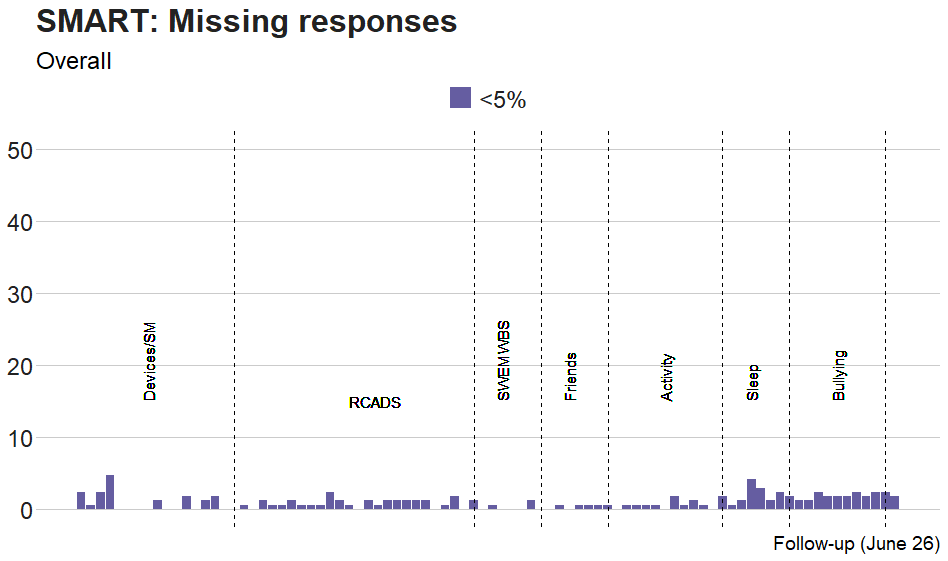 SMART: Missing responses
Overall
<5%
50
40
30
20
10
0
Devices/SM
RCADS
SWEMWBS
Friends
Activity
Sleep
Bullying
Follow-up (June 26)